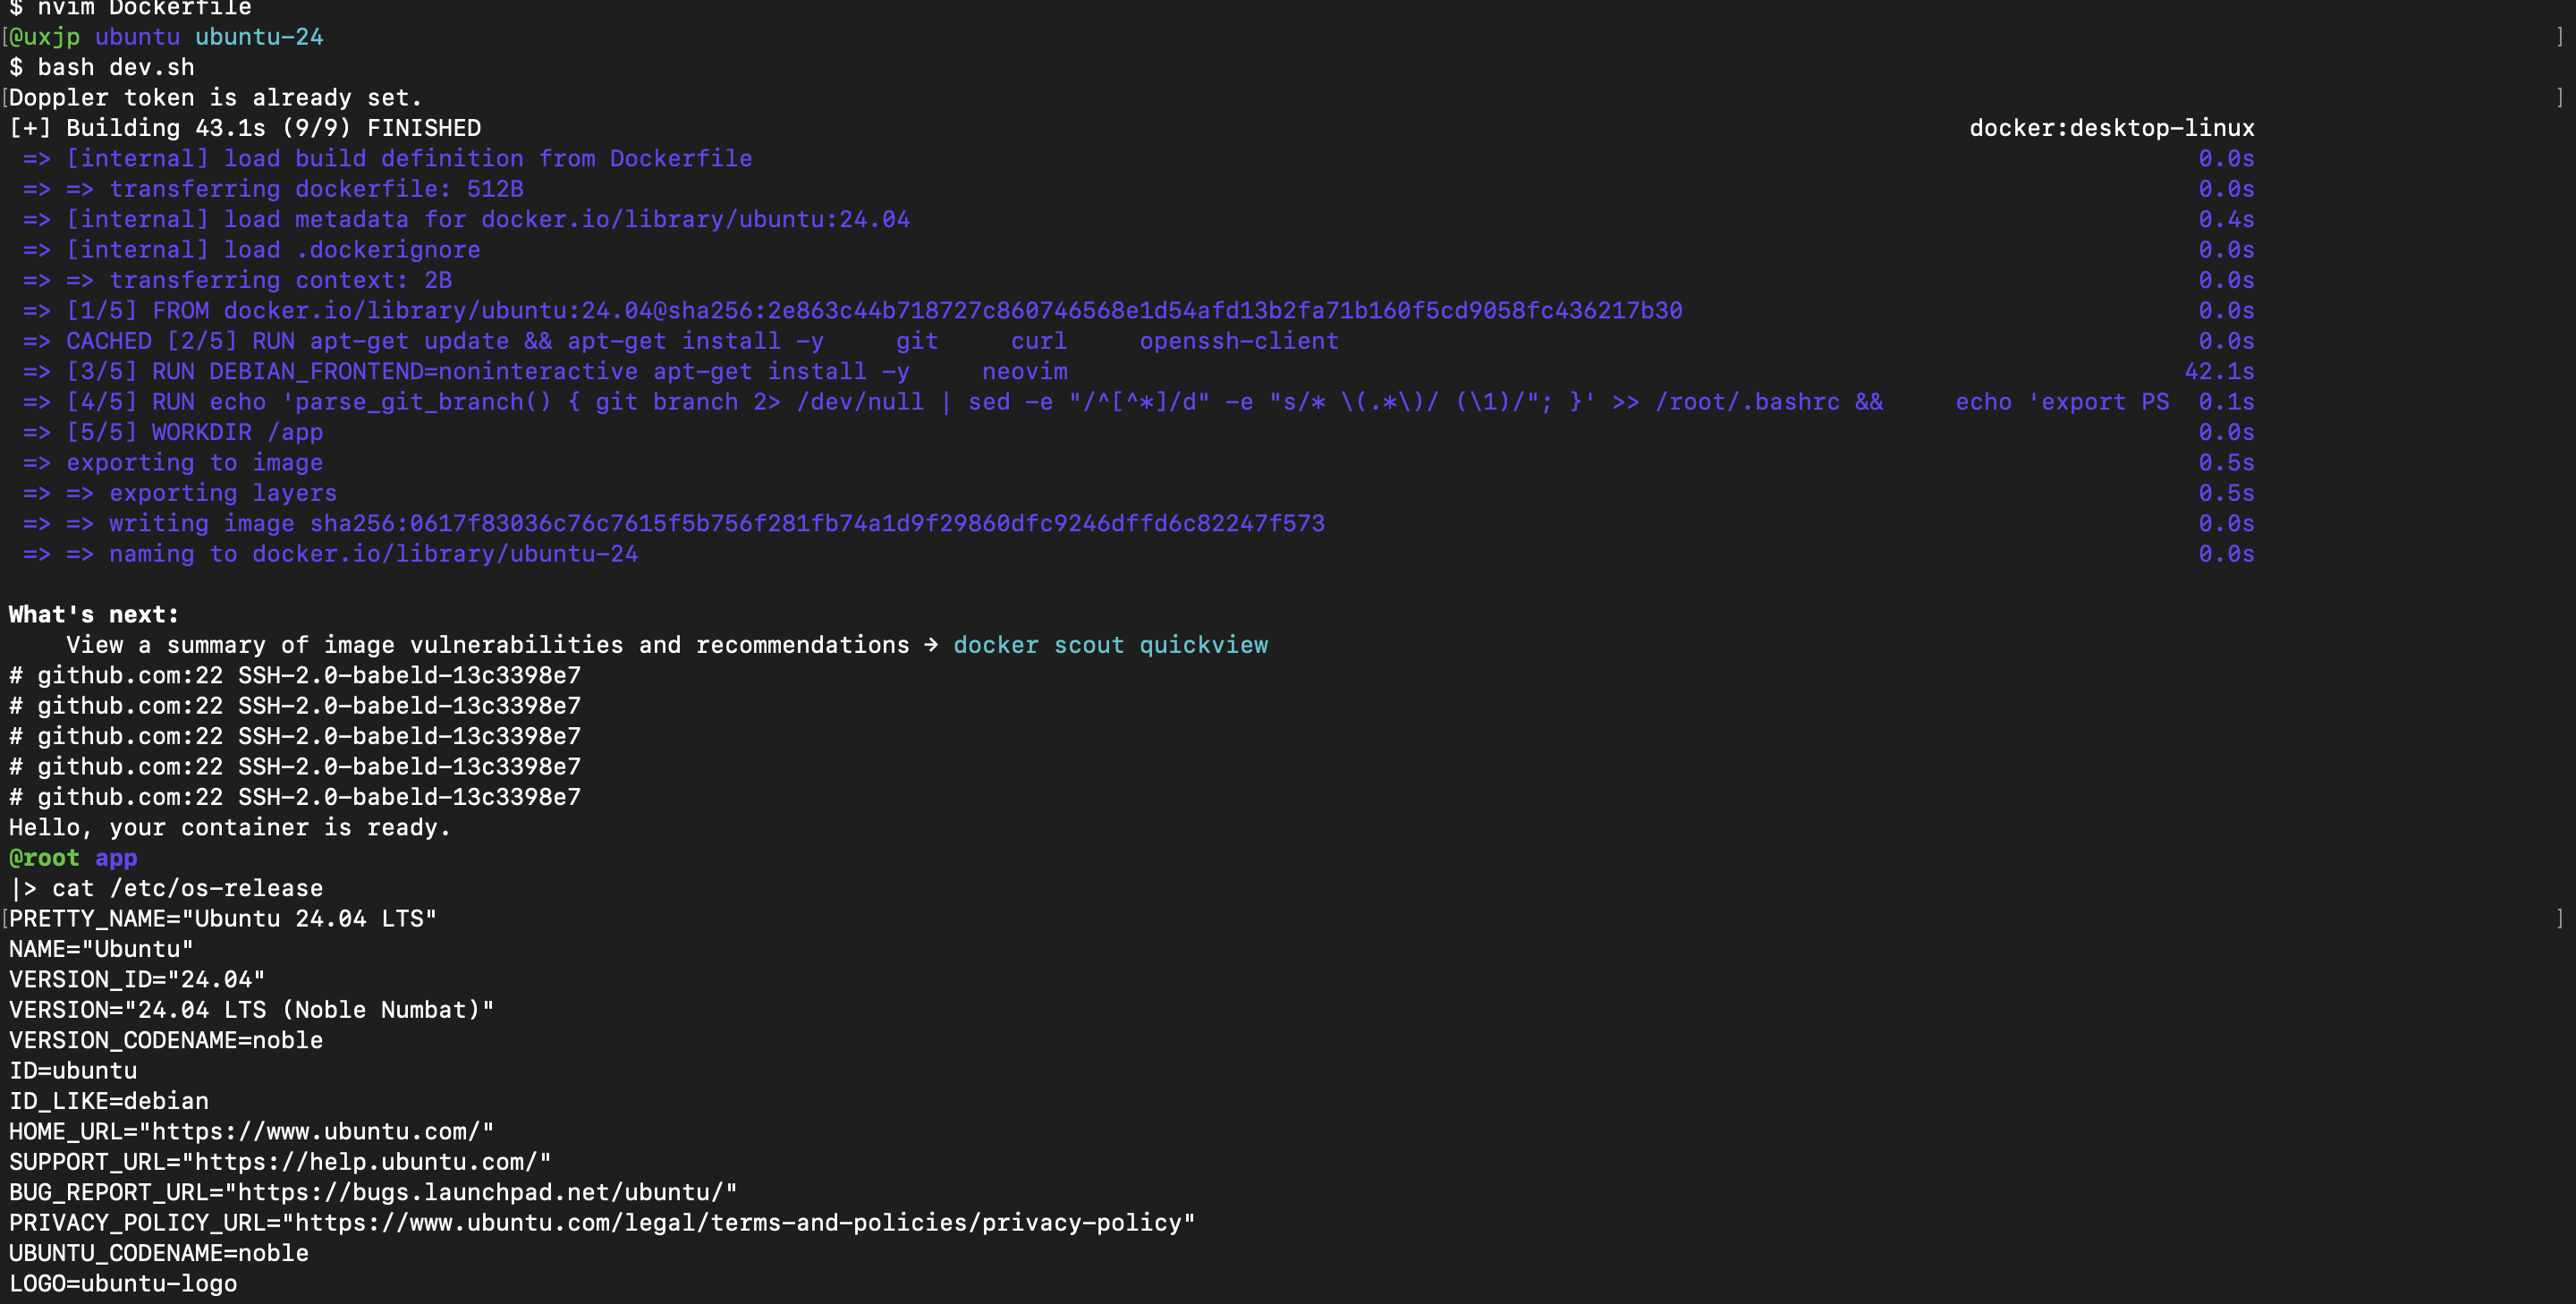 $ nvim Dockerfile
[@uxjp ubuntu ubuntu-24 ]
$ bash dev.sh
[Doppler token is already set. ]
[+] Building 43.1s (9/9) FINISHED docker:desktop-linux
=> [internal] load build definition from Dockerfile 0.0s
=> => transferring dockerfile: 512B 0.0s
=> [internal] load metadata for docker.io/library/ubuntu:24.04 0.4s
=> [internal] load .dockerignore 0.0s
=> => transferring context: 2B 0.0s
=> [1/5] FROM docker.io/library/ubuntu:24.04@sha256:2e863c44b718727c860746568e1d54afd13b2fa71b160f5cd9058fc436217b30 0.0s
=> CACHED [2/5] RUN apt-get update && apt-get install -y     git     curl     openssh-client 0.0s
=> [3/5] RUN DEBIAN_FRONTEND=noninteractive apt-get install -y     neovim 42.1s
=> [4/5] RUN echo 'parse_git_branch() { git branch 2> /dev/null | sed -e "/^[^*]/d" -e "s/* \(.*\)/ (\1)/"; }' >> /root/.bashrc &&     echo 'export PS 0.1s
=> [5/5] WORKDIR /app 0.0s
=> exporting to image 0.5s
=> => exporting layers 0.5s
=> => writing image sha256:0617f83036c76c7615f5b756f281fb74a1d9f29860dfc9246dffd6c82247f573 0.0s
=> => naming to docker.io/library/ubuntu-24 0.0s
What's next:
View a summary of image vulnerabilities and recommendations → docker scout quickview
# github.com:22 SSH-2.0-babeld-13c3398e7
# github.com:22 SSH-2.0-babeld-13c3398e7
# github.com:22 SSH-2.0-babeld-13c3398e7
# github.com:22 SSH-2.0-babeld-13c3398e7
# github.com:22 SSH-2.0-babeld-13c3398e7
Hello, your container is ready.
@root app
|> cat /etc/os-release
[PRETTY_NAME="Ubuntu 24.04 LTS" ]
NAME="Ubuntu"
VERSION_ID="24.04"
VERSION="24.04 LTS (Noble Numbat)"
VERSION_CODENAME=noble
ID=ubuntu
ID_LIKE=debian
HOME_URL="https://www.ubuntu.com/"
SUPPORT_URL="https://help.ubuntu.com/"
BUG_REPORT_URL="https://bugs.launchpad.net/ubuntu/"
PRIVACY_POLICY_URL="https://www.ubuntu.com/legal/terms-and-policies/privacy-policy"
UBUNTU_CODENAME=noble
LOGO=ubuntu-logo